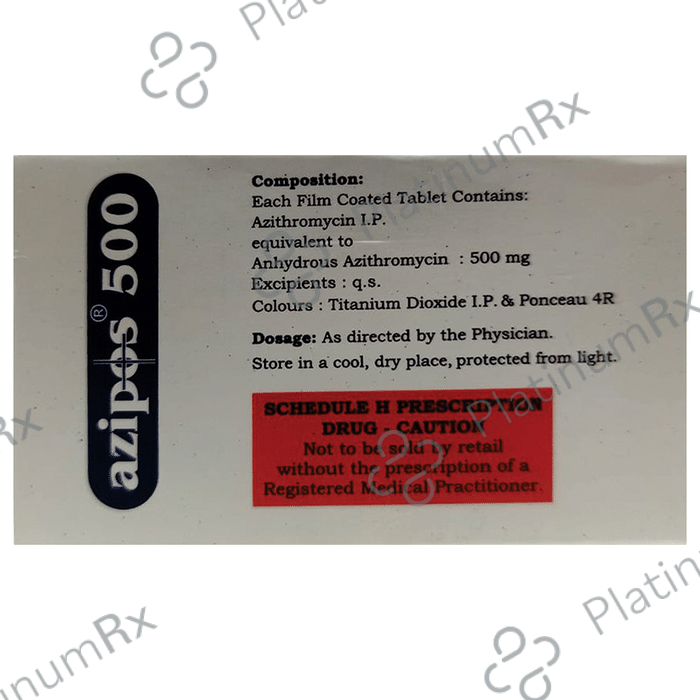 PlatinumRx
PlatinumRx
azipos® 500
Composition:
Each Film Coated Tablet Contains:
Azithromycin I.P.
equivalent to
Anhydrous Azithromycin : 500 mg
Excipients : q.s.
Colours : Titanium Dioxide I.P. & Ponceau 4R
Dosage: As directed by the Physician.
Store in a cool, dry place, protected from light.
SCHEDULE H PRESCRIPTION
DRUG - CAUTION
Not to be sold by retail
without the prescription of a
Registered Medical Practitioner.
PlatinumRx
PlatinumRx